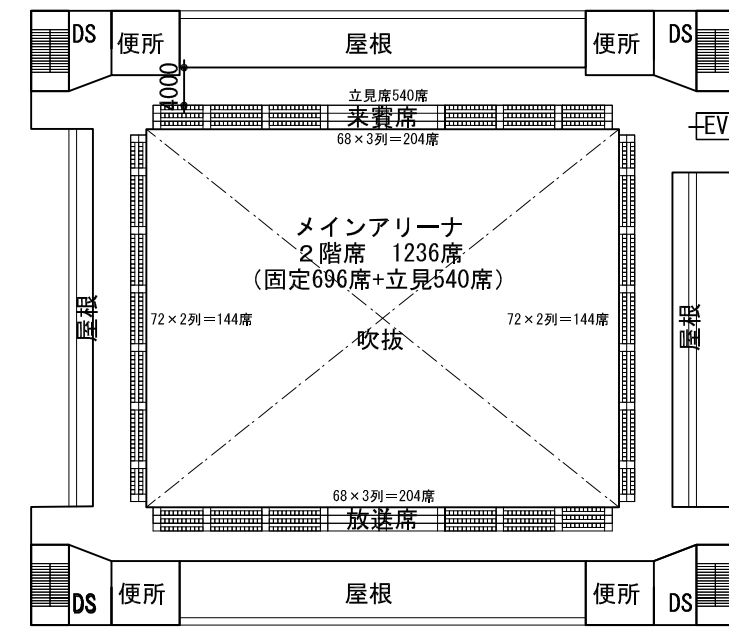 DS
便所
屋根
便所
DS
4000
立見席540席
来賓席
68×3列＝204席
EV
メインアリーナ
２階席　1236席
（固定696席+立見540席）
屋根
72×2列＝144席
72×2列＝144席
屋根
吹抜
68×3列＝204席
放送席
DS
便所
屋根
便所
DS